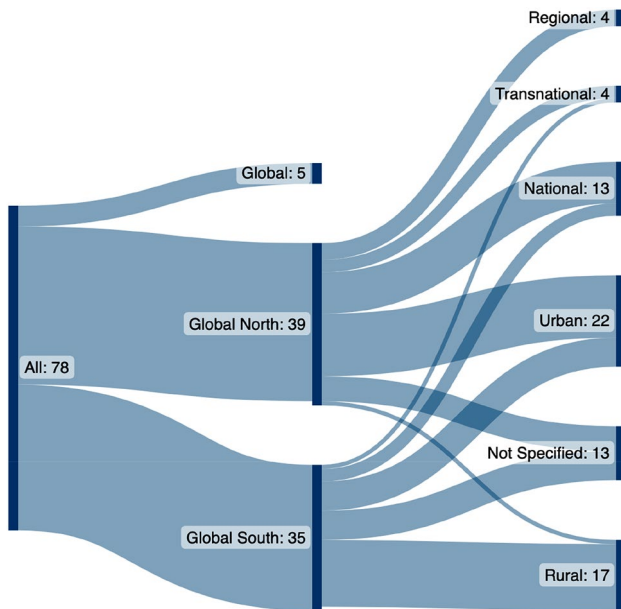 Regional: 4
Transnational: 4
Global: 5
National: 13
Global North: 39
Urban: 22
All: 78
Not Specified: 13
Global South: 35
Rural: 17